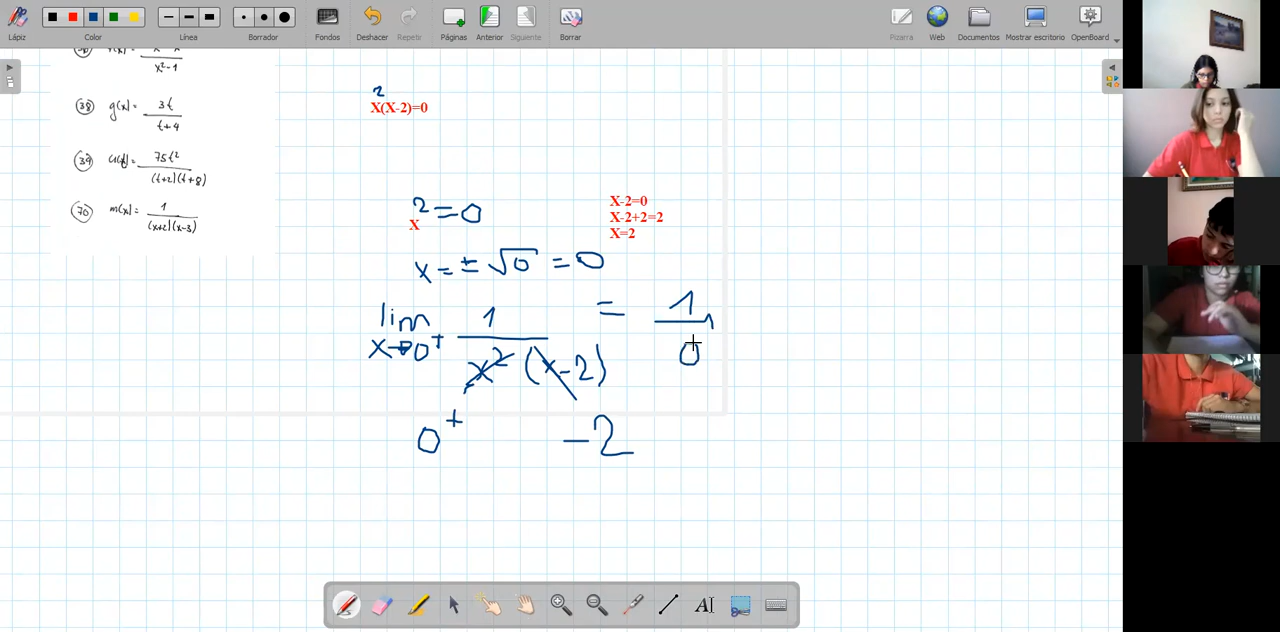 Lápiz
Color
Línea
Borrador
Fondos
Deshacer
Repetir
Páginas
Anterior
Siguiente
Borrar
Pizarra
Web
Documentos
Mostrar escritorio
OpenBoard
x²-1
38 g(x) = 3t / t+4
39 = 75t² / (t+2)(t+8)
m(x) = 1 / (x+2)(x-3)
2
X(X-2)=0
2 = 0
X
x = ± √0 = 0
X-2=0
X-2+2=2
X=2
lim 1 / x² (x-2) = 1 / 0
x→0⁺
0⁺ -2